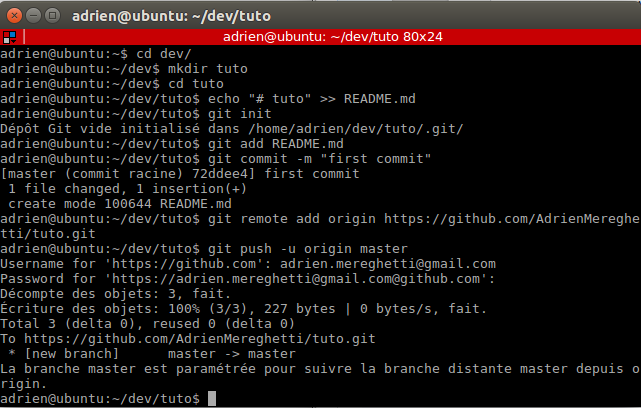 adrien@ubuntu: ~/dev/tuto
adrien@ubuntu: ~/dev/tuto 80x24
adrien@ubuntu:~$ cd dev/
adrien@ubuntu:~/dev$ mkdir tuto
adrien@ubuntu:~/dev$ cd tuto
adrien@ubuntu:~/dev/tuto$ echo "# tuto" >> README.md
adrien@ubuntu:~/dev/tuto$ git init
Dépôt Git vide initialisé dans /home/adrien/dev/tuto/.git/
adrien@ubuntu:~/dev/tuto$ git add README.md
adrien@ubuntu:~/dev/tuto$ git commit -m "first commit"
[master (commit racine) 72ddee4] first commit
 1 file changed, 1 insertion(+)
 create mode 100644 README.md
adrien@ubuntu:~/dev/tuto$ git remote add origin https://github.com/AdrienMereghe
tti/tuto.git
adrien@ubuntu:~/dev/tuto$ git push -u origin master
Username for 'https://github.com': adrien.mereghetti@gmail.com
Password for 'https://adrien.mereghetti@gmail.com@github.com':
Décompte des objets: 3, fait.
Écriture des objets: 100% (3/3), 227 bytes | 0 bytes/s, fait.
Total 3 (delta 0), reused 0 (delta 0)
To https://github.com/AdrienMereghetti/tuto.git
 * [new branch]      master -> master
La branche master est paramétrée pour suivre la branche distante master depuis o
rigin.
adrien@ubuntu:~/dev/tuto$